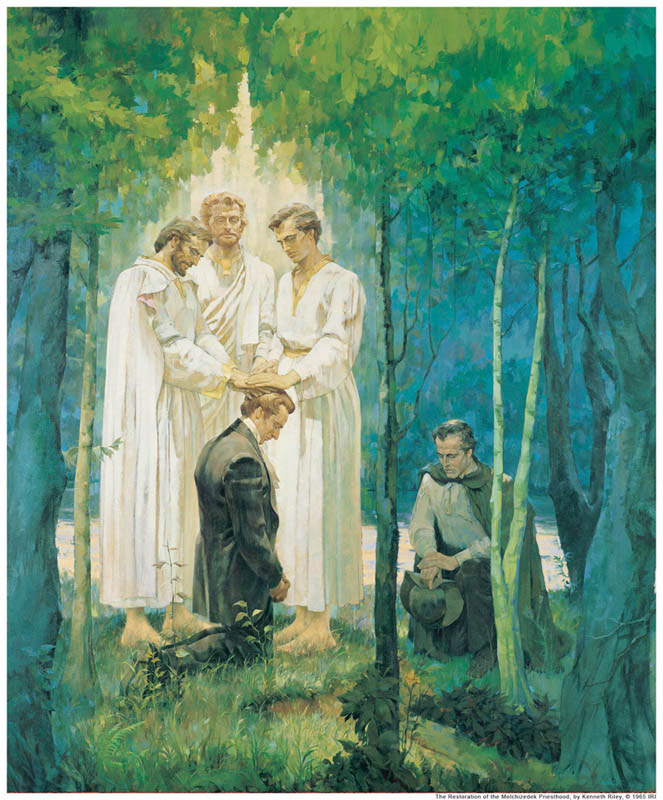 The Restoration of the Melchizedek Priesthood, by Kenneth Riley, © 1965 IRI